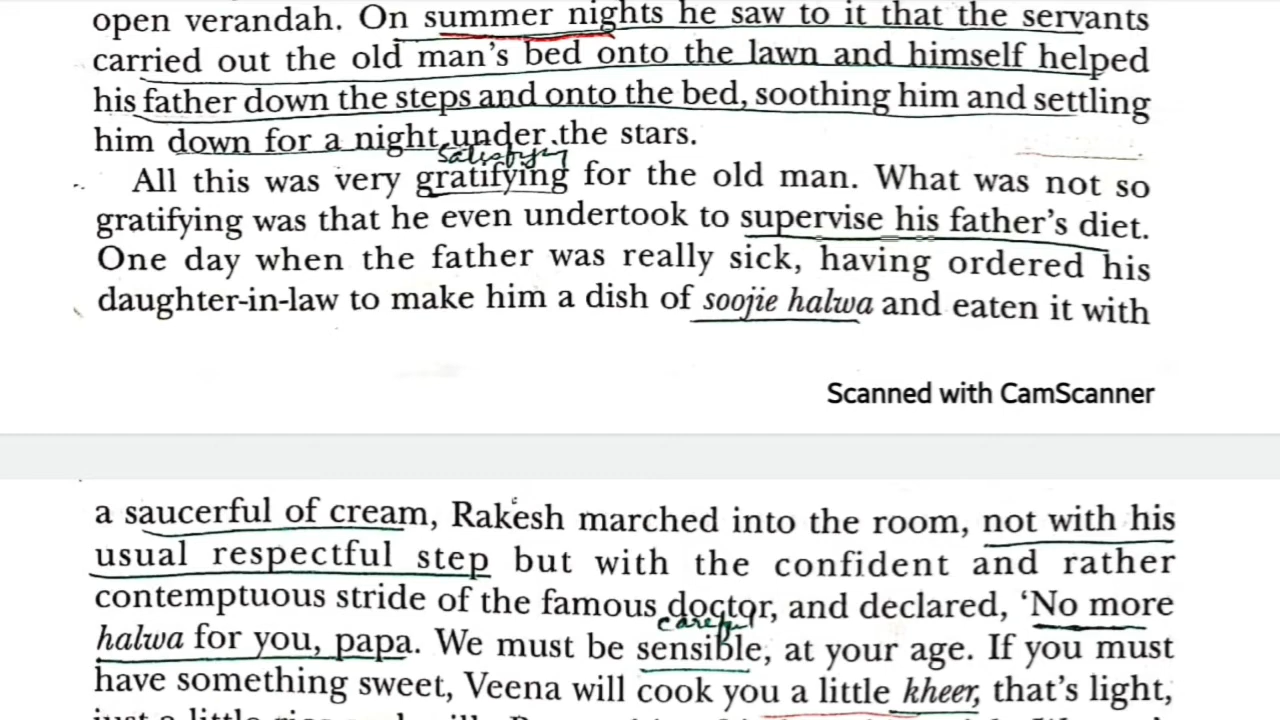 open verandah. On summer nights he saw to it that the servants
carried out the old man's bed onto the lawn and himself helped
his father down the steps and onto the bed, soothing him and settling
him down for a night under the stars.
satisfying
All this was very gratifying for the old man. What was not so
gratifying was that he even undertook to supervise his father's diet.
One day when the father was really sick, having ordered his
daughter-in-law to make him a dish of soojie halwa and eaten it with
Scanned with CamScanner
a saucerful of cream, Rakesh marched into the room, not with his
usual respectful step but with the confident and rather
contemptuous stride of the famous doctor, and declared, 'No more
careful
halwa for you, papa. We must be sensible, at your age. If you must
have something sweet, Veena will cook you a little kheer, that's light,
just a little rice and milk.